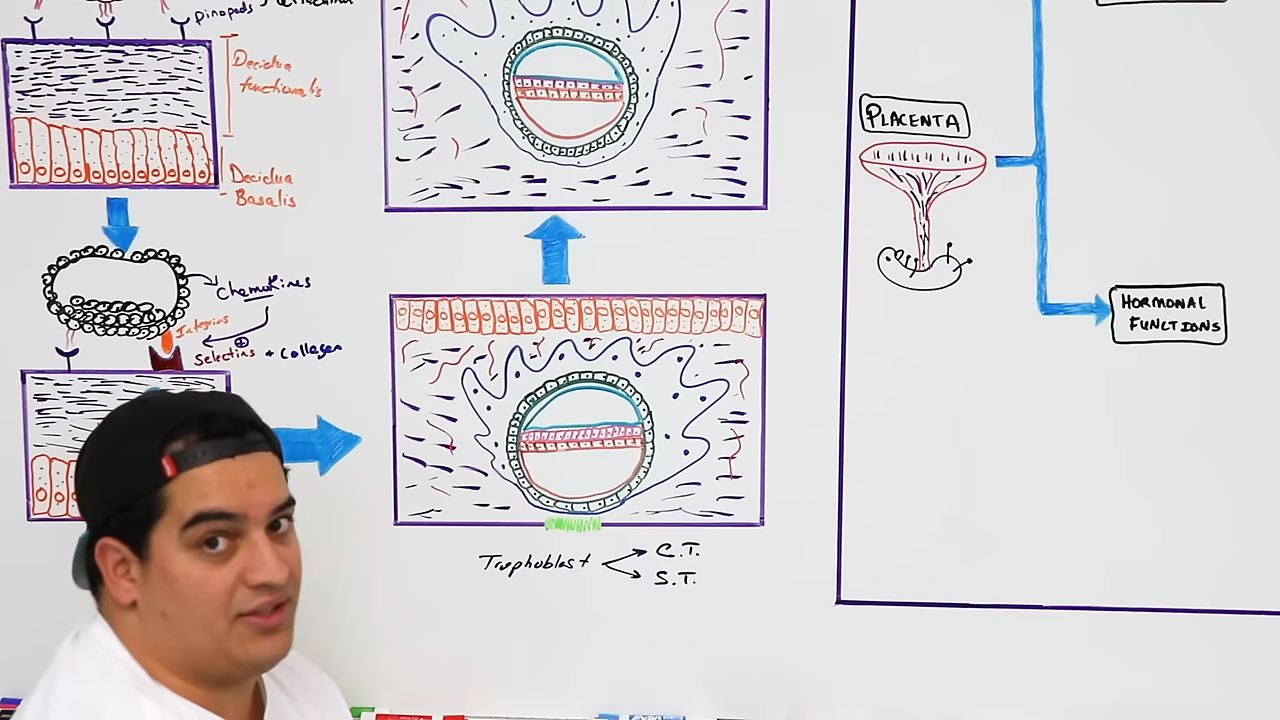 pinopods
Decidua
functionalis
Decidua
Basalis
Chemokines
Integrins
Selectins + Collagen
Trophoblast
C.T.
S.T.
PLACENTA
HORMONAL
FUNCTIONS